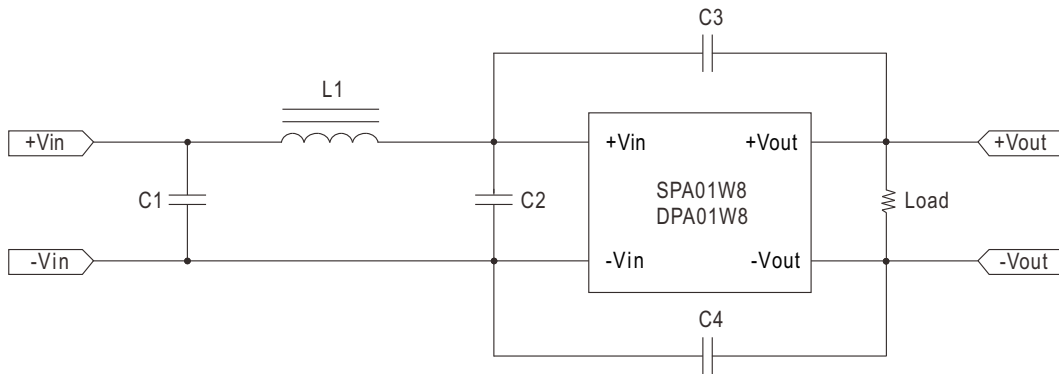 C3
L1
+Vin
+Vin
+Vout
+Vout
C1
C2
SPA01W8
DPA01W8
Load
-Vin
-Vin
-Vout
-Vout
C4